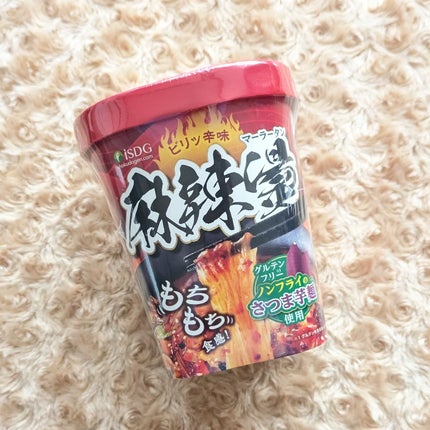 iSDG
ピリッ辛味
マーラータン
麻辣湯
もち
もち
食感!
グルテン
フリー
ノンフライの
さつま芋麺
使用